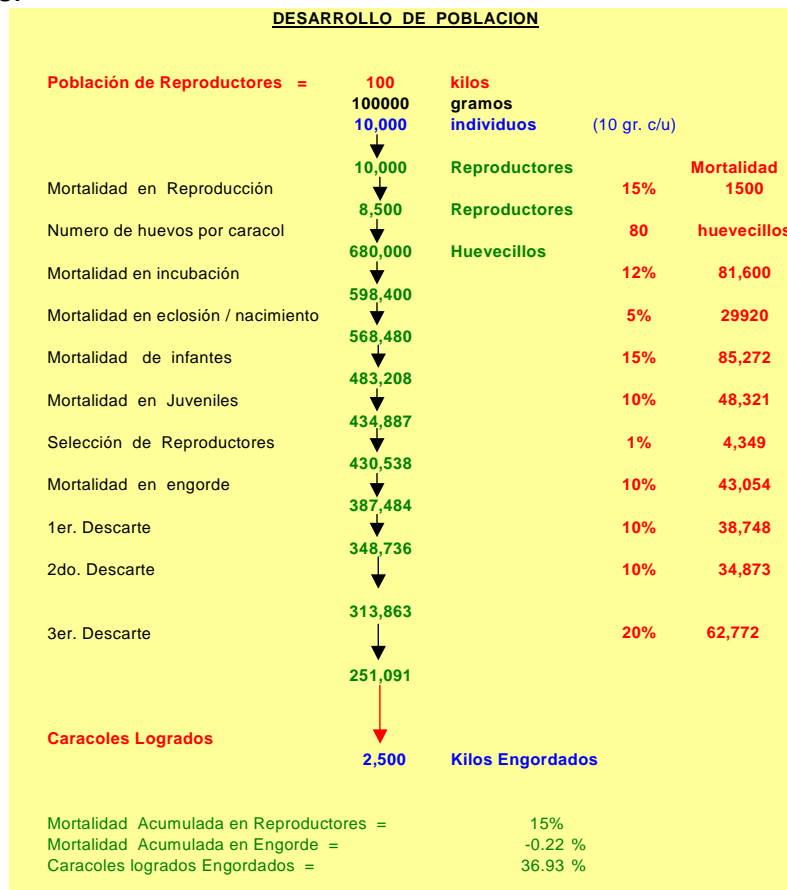 DESARROLLO DE POBLACION
Población de Reproductores = 100 kilos
100000 gramos
10,000 individuos (10 gr. c/u)
10,000 Reproductores Mortalidad
Mortalidad en Reproducción 15% 1500
8,500 Reproductores
Numero de huevos por caracol 80 huevecillos
680,000 Huevecillos
Mortalidad en incubación 12% 81,600
598,400
Mortalidad en eclosión / nacimiento 5% 29920
568,480
Mortalidad de infantes 15% 85,272
483,208
Mortalidad en Juveniles 10% 48,321
434,887
Selección de Reproductores 1% 4,349
430,538
Mortalidad en engorde 10% 43,054
387,484
1er. Descarte 10% 38,748
348,736
2do. Descarte 10% 34,873
313,863
3er. Descarte 20% 62,772
251,091
Caracoles Logrados
2,500 Kilos Engordados
Mortalidad Acumulada en Reproductores = 15%
Mortalidad Acumulada en Engorde = -0.22 %
Caracoles logrados Engordados = 36.93 %